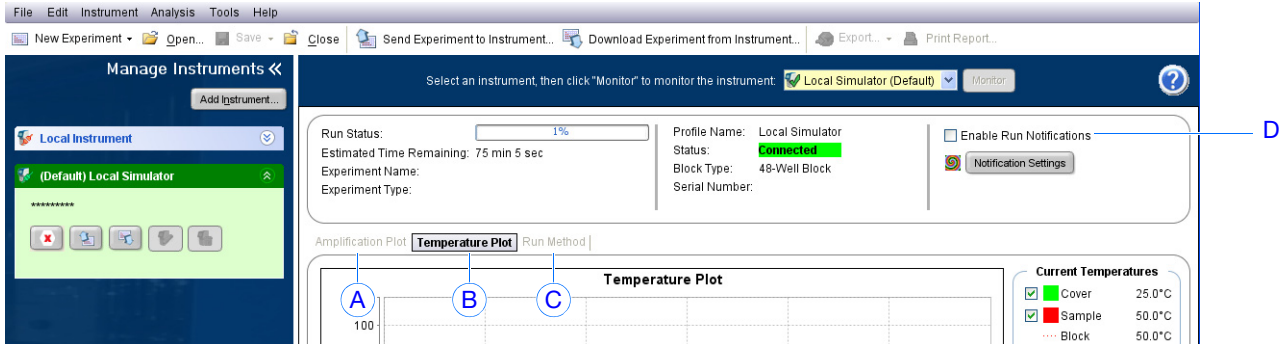 File Edit Instrument Analysis Tools Help
New Experiment Open... Save Close Send Experiment to Instrument... Download Experiment from Instrument... Export... Print Report...
Manage Instruments «
Add Instrument...
Select an instrument, then click "Monitor" to monitor the instrument: Local Simulator (Default) Monitor ?
Local Instrument
(Default) Local Simulator
*********
Run Status: 1%
Estimated Time Remaining: 75 min 5 sec
Experiment Name:
Experiment Type:
Profile Name: Local Simulator
Status: Connected
Block Type: 48-Well Block
Serial Number:
Enable Run Notifications
Notification Settings
D
Amplification Plot Temperature Plot Run Method
A B C
Temperature Plot
100
Current Temperatures
Cover 25.0°C
Sample 50.0°C
Block 50.0°C